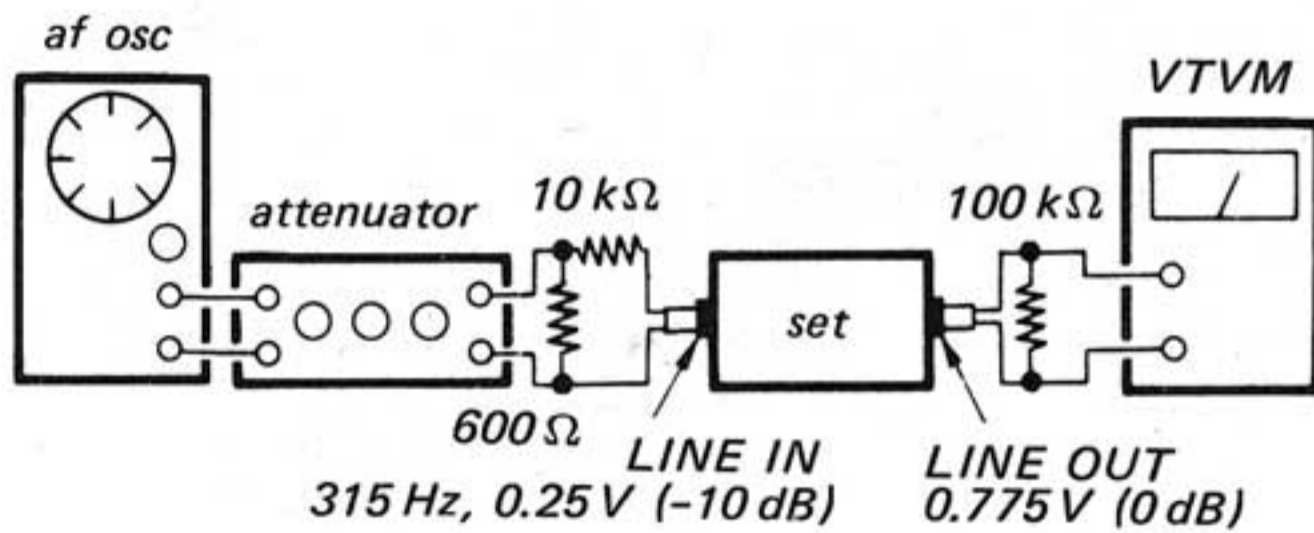 af osc
VTVM
attenuator
10 kΩ
100 kΩ
set
600 Ω
LINE IN
315 Hz, 0.25 V (–10 dB)
LINE OUT
0.775 V (0 dB)